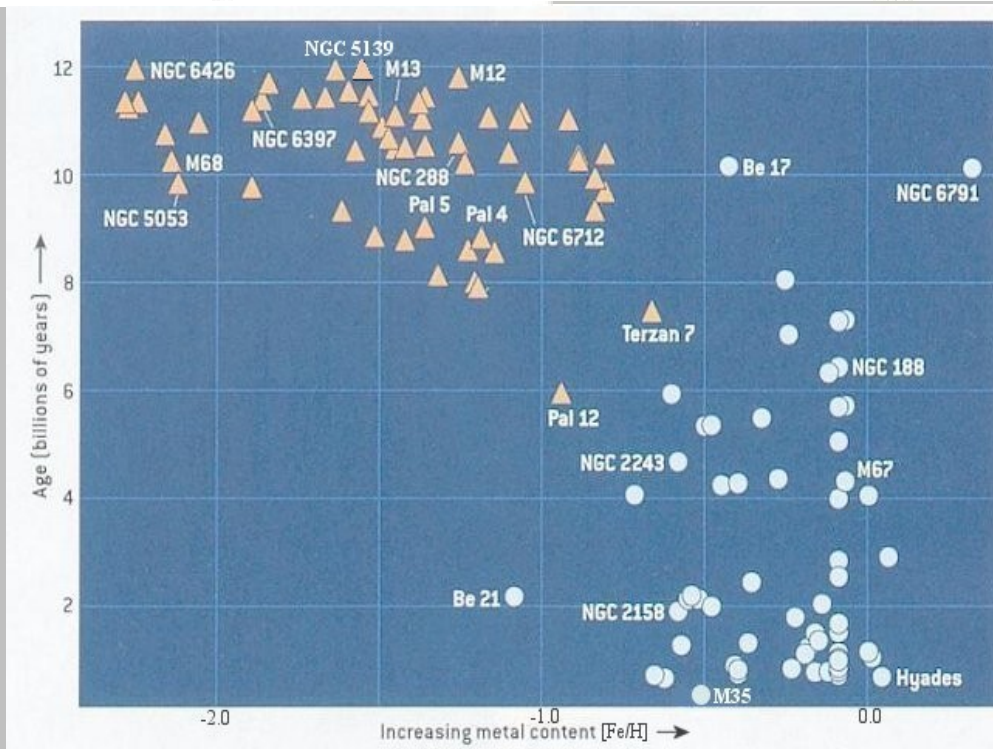 NGC 5139
12
NGC 6426
M13
M12
NGC 6397
M68
10
NGC 288
Be 17
NGC 6791
NGC 5053
Pal 5
Pal 4
NGC 6712
8
Terzan 7
NGC 188
6
Pal 12
NGC 2243
M67
4
Be 21
NGC 2158
2
Hyades
M35
Age (billions of years)
-2.0
-1.0
0.0
Increasing metal content [Fe/H]